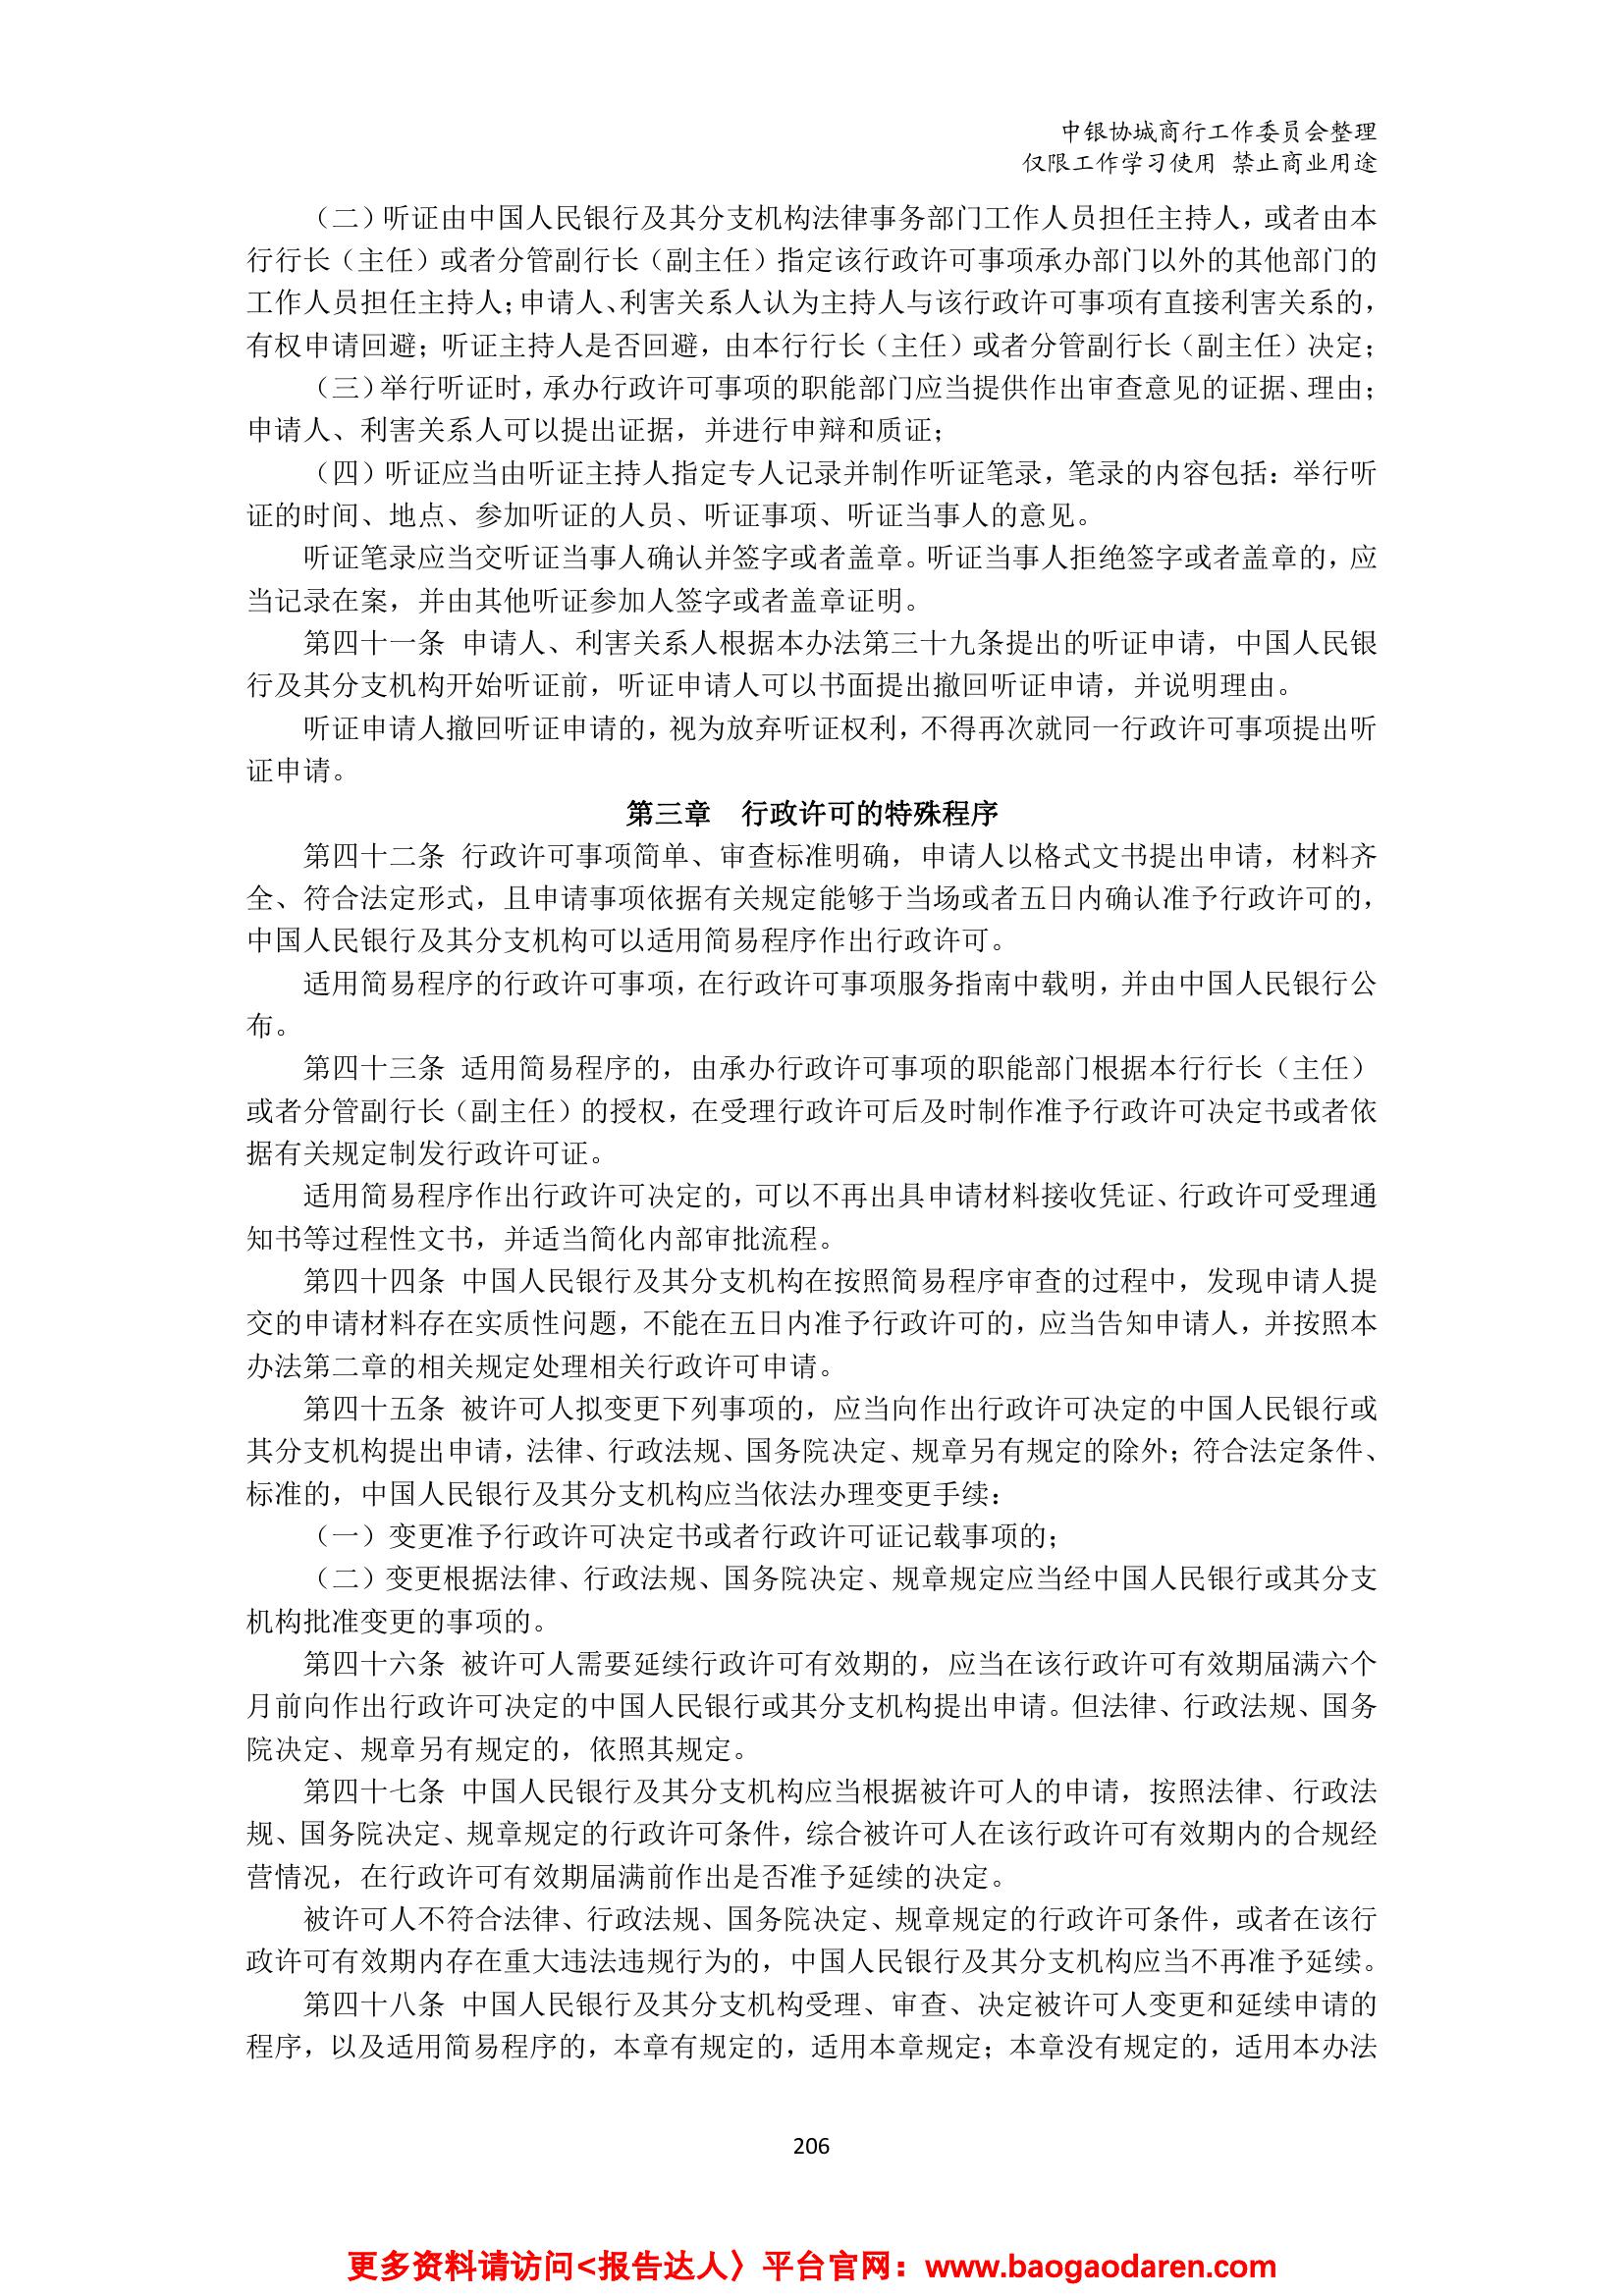 中银协城商行工作委员会整理
仅限工作学习使用 禁止商业用途
（二）听证由中国人民银行及其分支机构法律事务部门工作人员担任主持人，或者由本
行行长（主任）或者分管副行长（副主任）指定该行政许可事项承办部门以外的其他部门的
工作人员担任主持人；申请人、利害关系人认为主持人与该行政许可事项有直接利害关系的，
有权申请回避；听证主持人是否回避，由本行行长（主任）或者分管副行长（副主任）决定；
（三）举行听证时，承办行政许可事项的职能部门应当提供作出审查意见的证据、理由；
申请人、利害关系人可以提出证据，并进行申辩和质证；
（四）听证应当由听证主持人指定专人记录并制作听证笔录，笔录的内容包括：举行听
证的时间、地点、参加听证的人员、听证事项、听证当事人的意见。
听证笔录应当交听证当事人确认并签字或者盖章。听证当事人拒绝签字或者盖章的，应
当记录在案，并由其他听证参加人签字或者盖章证明。
第四十一条 申请人、利害关系人根据本办法第三十九条提出的听证申请，中国人民银
行及其分支机构开始听证前，听证申请人可以书面提出撤回听证申请，并说明理由。
听证申请人撤回听证申请的，视为放弃听证权利，不得再次就同一行政许可事项提出听
证申请。
第三章 行政许可的特殊程序
第四十二条 行政许可事项简单、审查标准明确，申请人以格式文书提出申请，材料齐
全、符合法定形式，且申请事项依据有关规定能够于当场或者五日内确认准予行政许可的，
中国人民银行及其分支机构可以适用简易程序作出行政许可。
适用简易程序的行政许可事项，在行政许可事项服务指南中载明，并由中国人民银行公
布。
第四十三条 适用简易程序的，由承办行政许可事项的职能部门根据本行行长（主任）
或者分管副行长（副主任）的授权，在受理行政许可后及时制作准予行政许可决定书或者依
据有关规定制发行政许可证。
适用简易程序作出行政许可决定的，可以不再出具申请材料接收凭证、行政许可受理通
知书等过程性文书，并适当简化内部审批流程。
第四十四条 中国人民银行及其分支机构在按照简易程序审查的过程中，发现申请人提
交的申请材料存在实质性问题，不能在五日内准予行政许可的，应当告知申请人，并按照本
办法第二章的相关规定处理相关行政许可申请。
第四十五条 被许可人拟变更下列事项的，应当向作出行政许可决定的中国人民银行或
其分支机构提出申请，法律、行政法规、国务院决定、规章另有规定的除外；符合法定条件、
标准的，中国人民银行及其分支机构应当依法办理变更手续：
（一）变更准予行政许可决定书或者行政许可证记载事项的；
（二）变更根据法律、行政法规、国务院决定、规章规定应当经中国人民银行或其分支
机构批准变更的事项的。
第四十六条 被许可人需要延续行政许可有效期的，应当在该行政许可有效期届满六个
月前向作出行政许可决定的中国人民银行或其分支机构提出申请。但法律、行政法规、国务
院决定、规章另有规定的，依照其规定。
第四十七条 中国人民银行及其分支机构应当根据被许可人的申请，按照法律、行政法
规、国务院决定、规章规定的行政许可条件，综合被许可人在该行政许可有效期内的合规经
营情况，在行政许可有效期届满前作出是否准予延续的决定。
被许可人不符合法律、行政法规、国务院决定、规章规定的行政许可条件，或者在该行
政许可有效期内存在重大违法违规行为的，中国人民银行及其分支机构应当不再准予延续。
第四十八条 中国人民银行及其分支机构受理、审查、决定被许可人变更和延续申请的
程序，以及适用简易程序的，本章有规定的，适用本章规定；本章没有规定的，适用本办法
206
更多资料请访问<报告达人〉平台官网：www.baogaodaren.com